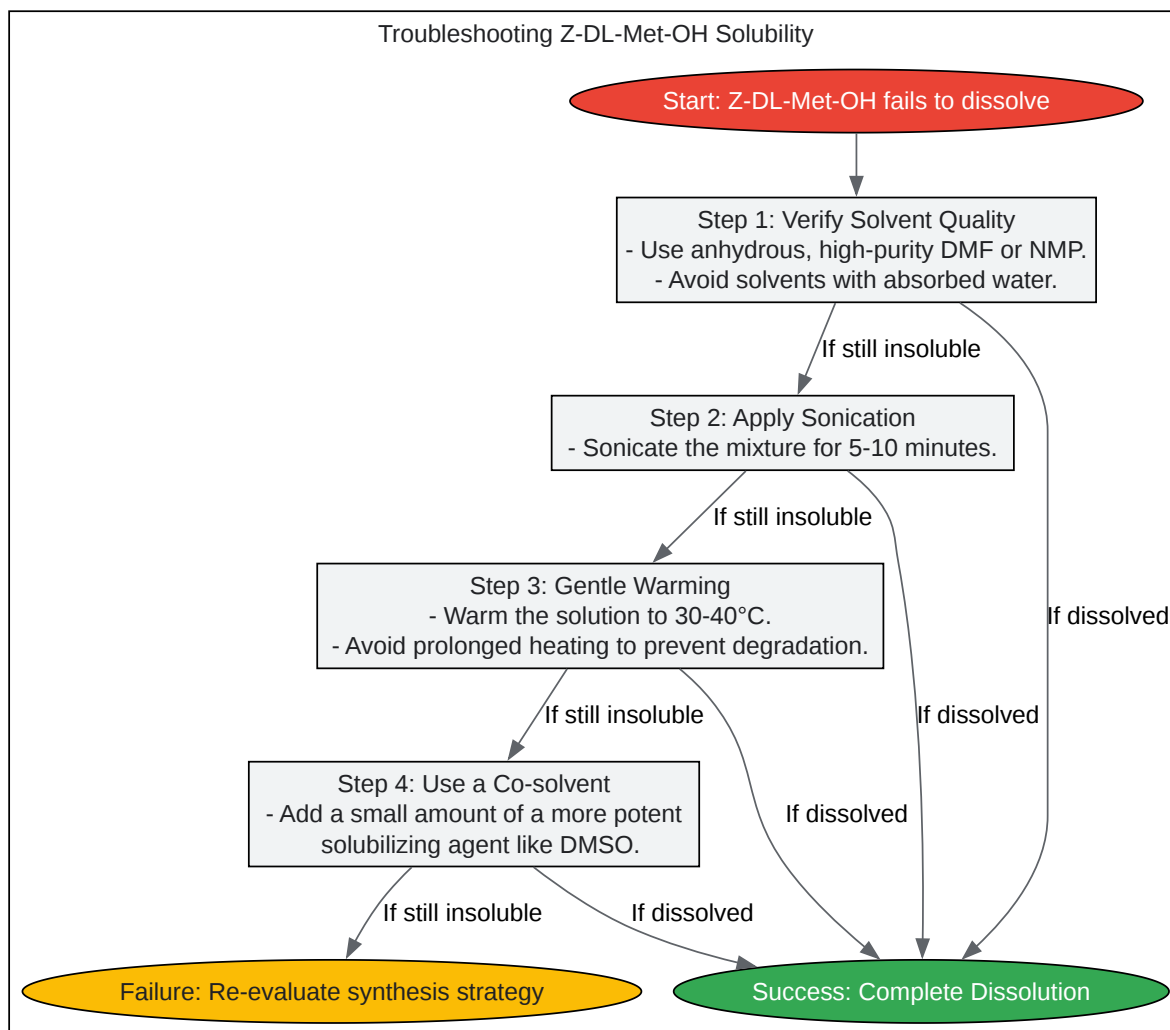 Troubleshooting Z-DL-Met-OH Solubility
Start: Z-DL-Met-OH fails to dissolve
Step 1: Verify Solvent Quality
- Use anhydrous, high-purity DMF or NMP.
- Avoid solvents with absorbed water.
If still insoluble
Step 2: Apply Sonication
- Sonicate the mixture for 5-10 minutes.
If still insoluble
Step 3: Gentle Warming
- Warm the solution to 30-40°C.
- Avoid prolonged heating to prevent degradation.
If dissolved
If still insoluble
If dissolved
Step 4: Use a Co-solvent
- Add a small amount of a more potent
solubilizing agent like DMSO.
If dissolved
If still insoluble
If dissolved
Failure: Re-evaluate synthesis strategy
Success: Complete Dissolution